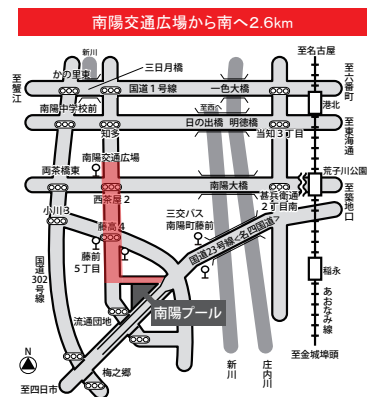 南陽交通広場から南へ2.6km
至名古屋
新川
三日月橋
かの里東
至蟹江
国道1号線
一色大橋
至六番町
港北
南陽中学校前
至西へ
日の出橋 明徳橋
知多
当知3丁目
至東海通
南陽交通広場
両茶橋東
南陽大橋
荒子川公園
西茶屋2
甚兵衛通
2丁目南
至築地口
小川3
三交バス
南陽町藤前
藤高4
国道23号線<名四国道>
藤前
5丁目
国道302号線
稲永
あおなみ線
南陽プール
流通団地
新川
庄内川
至金城埠頭
N
梅之郷
至四日市